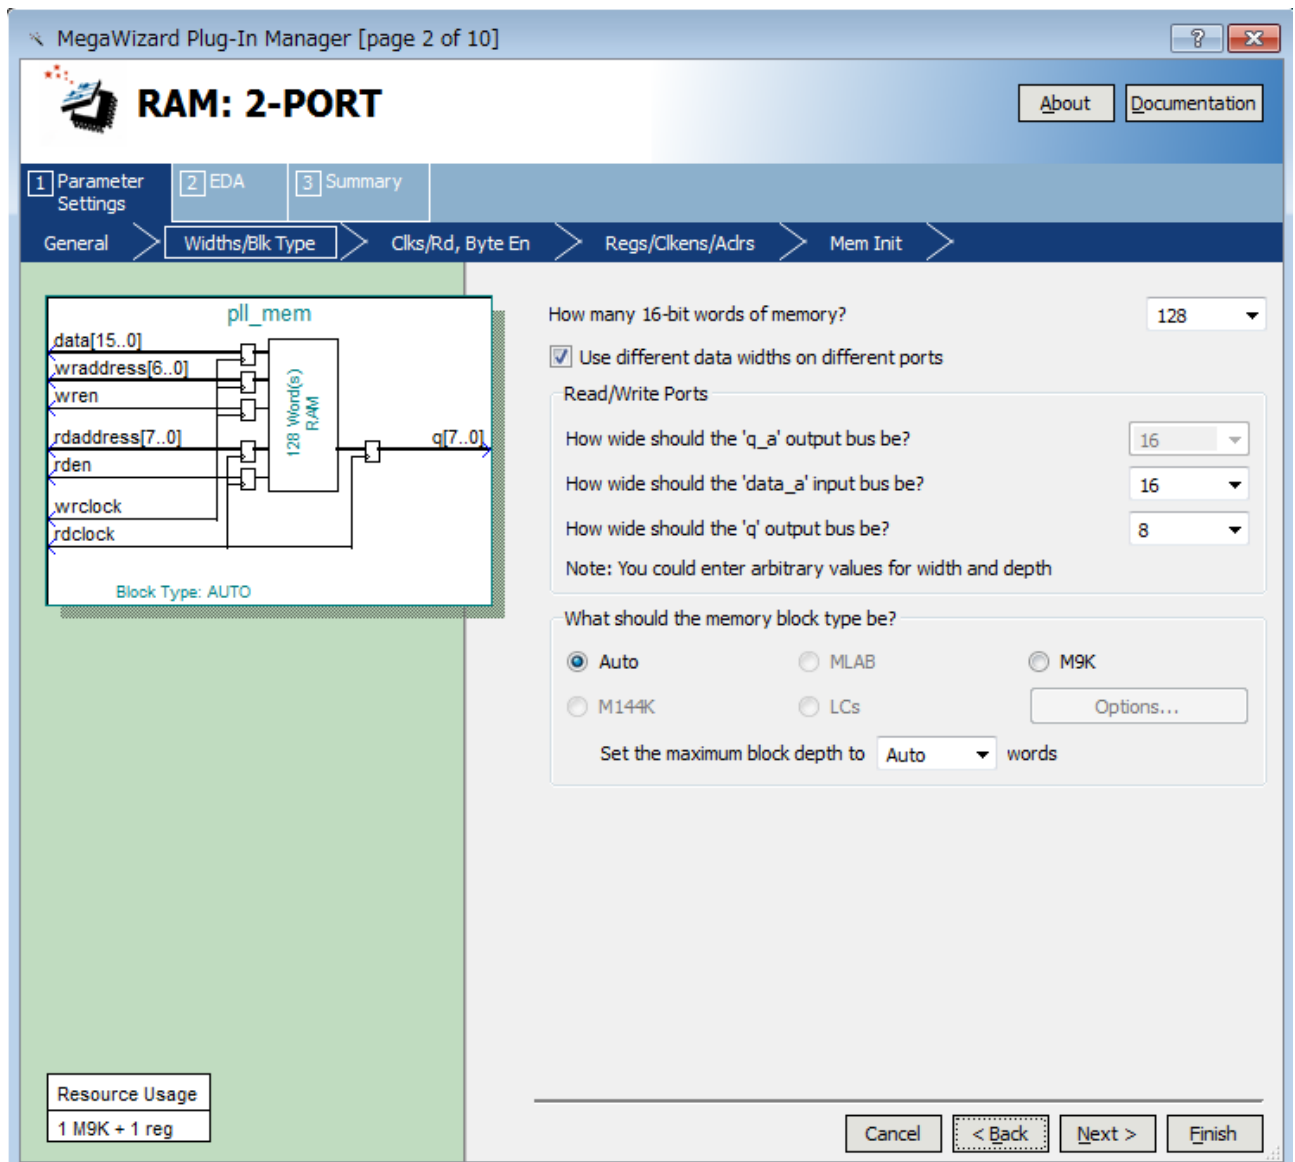 MegaWizard Plug-In Manager [page 2 of 10]
RAM: 2-PORT
About
Documentation
1 Parameter Settings
2 EDA
3 Summary
General
Widths/Blk Type
Clks/Rd, Byte En
Regs/Clkens/Aclrs
Mem Init
pll_mem
data[15..0]
wraddress[6..0]
wren
rdaddress[7..0]
rden
wrclock
rdclock
128 Word(s)
RAM
q[7..0]
Block Type: AUTO
How many 16-bit words of memory?
128
Use different data widths on different ports
Read/Write Ports
How wide should the 'q_a' output bus be?
16
How wide should the 'data_a' input bus be?
16
How wide should the 'q' output bus be?
8
Note: You could enter arbitrary values for width and depth
What should the memory block type be?
Auto
MLAB
M9K
M144K
LCs
Options...
Set the maximum block depth to
Auto
words
Resource Usage
1 M9K + 1 reg
Cancel
< Back
Next >
Finish